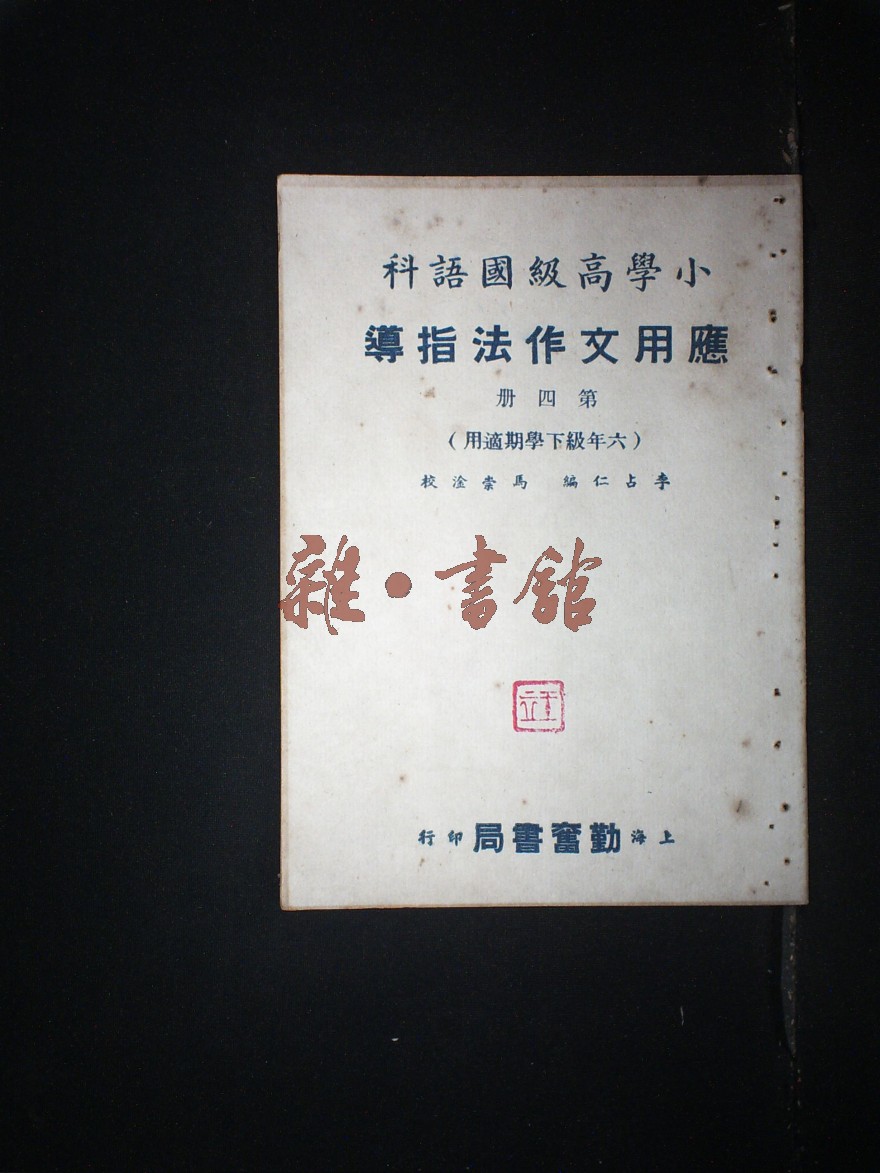 小學高級國語科
應用文作法指導
第四册
（六年級下學期適用）
李占仁編 馬崇淦校
雜·書館
上海勤奮書局印行